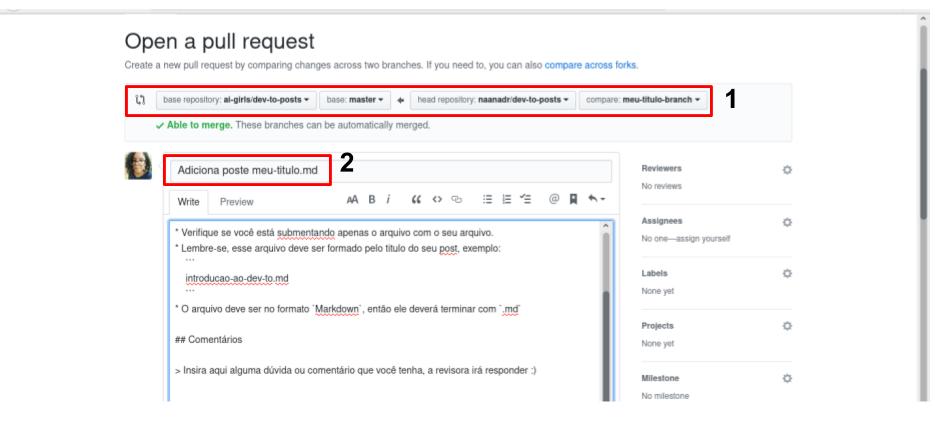 Open a pull request
Create a new pull request by comparing changes across two branches. If you need to, you can also compare across forks.
base repository: ai-girls/dev-to-posts base: master head repository: naanadr/dev-to-posts compare: meu-titulo-branch 1
Able to merge. These branches can be automatically merged.
Adiciona poste meu-titulo.md 2
Write Preview AA B i
* Verifique se você está submentando apenas o arquivo com o seu arquivo.
* Lembre-se, esse arquivo deve ser formado pelo titulo do seu post, exemplo:
```
introducao-ao-dev-to.md
```
* O arquivo deve ser no formato `Markdown`, então ele deverá terminar com `.md`
## Comentários
> Insira aqui alguma dúvida ou comentário que você tenha, a revisora irá responder :)
Reviewers
No reviews
Assignees
No one—assign yourself
Labels
None yet
Projects
None yet
Milestone
No milestone